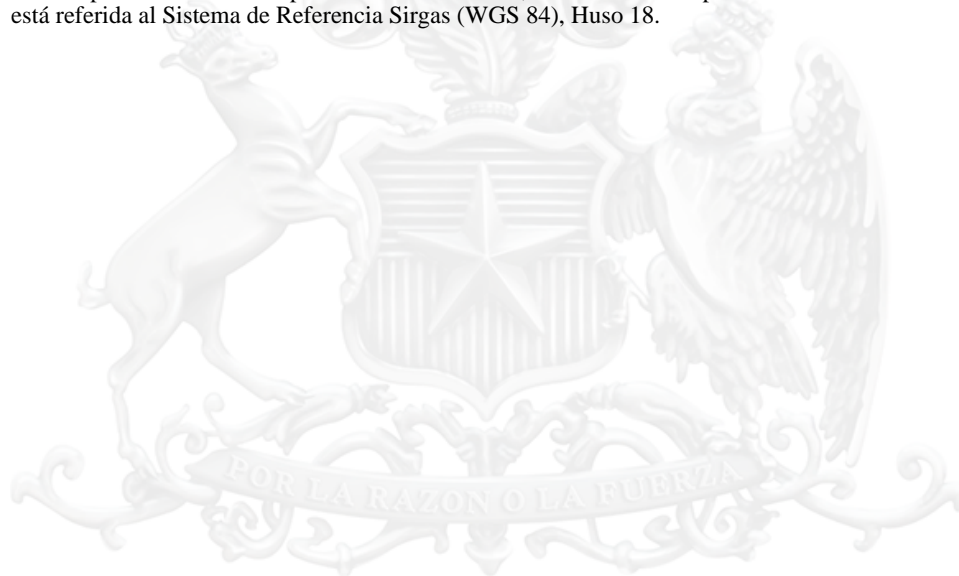 está referida al Sistema de Referencia Sirgas (WGS 84), Huso 18.
POR LA RAZON O LA FUERZA